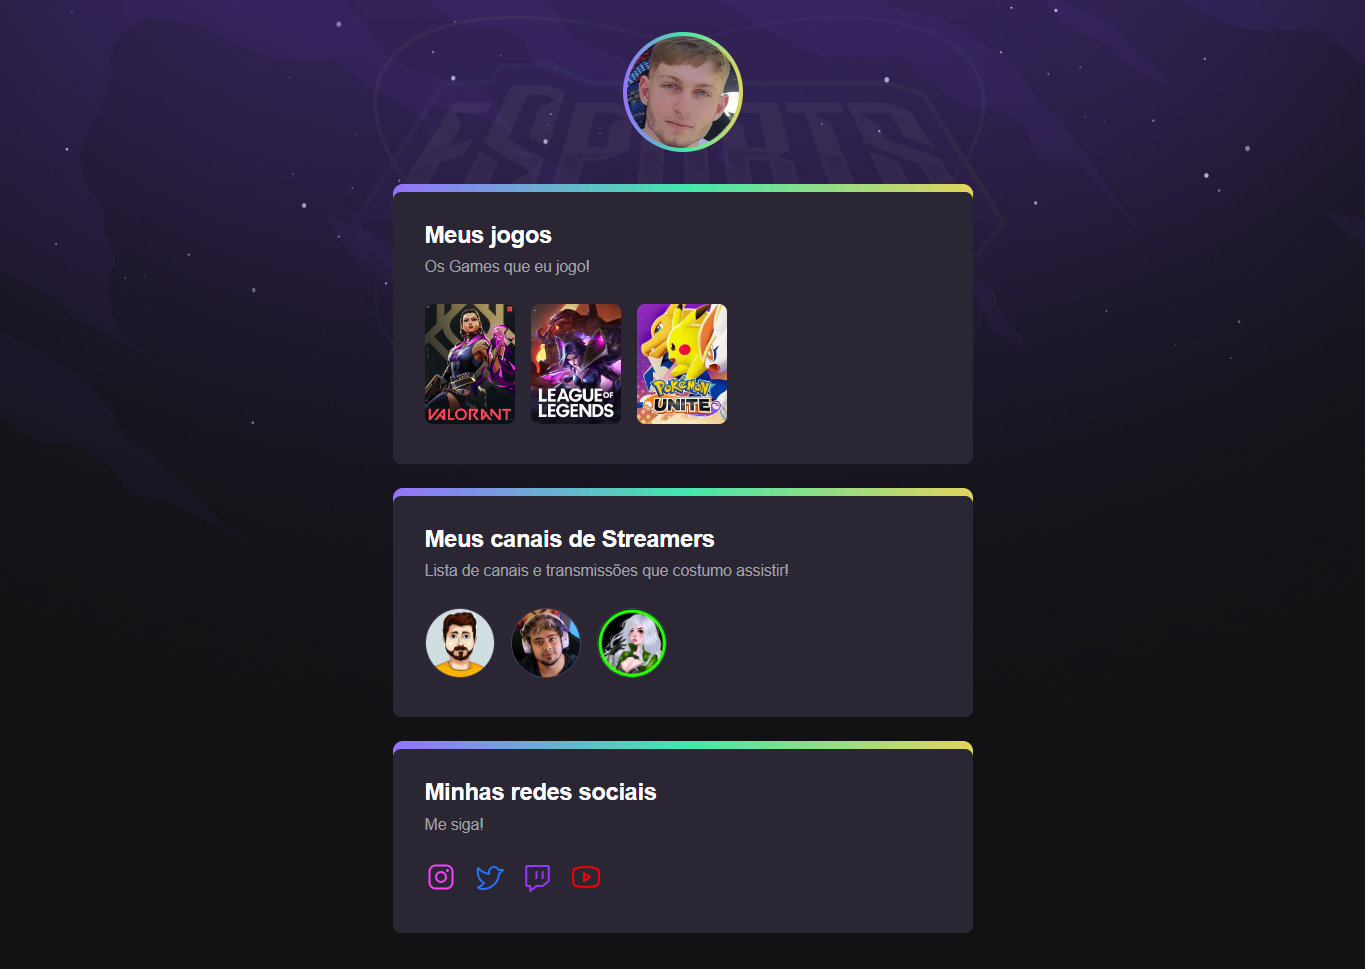 ESPORTS
Meus jogos
Os Games que eu jogo!
VALORANT
LEAGUE OF
LEGENDS
POKÉMON
UNITE
Meus canais de Streamers
Lista de canais e transmissões que costumo assistir!
Minhas redes sociais
Me siga!